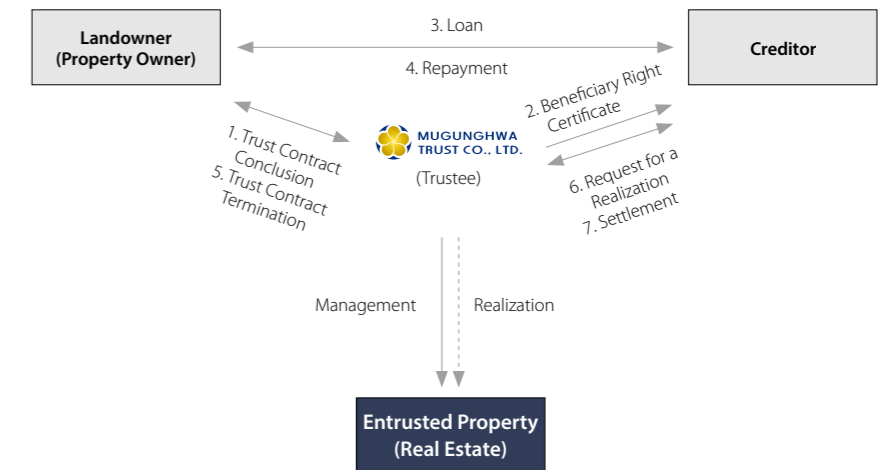 Landowner
(Property Owner)
3. Loan
4. Repayment
Creditor
1. Trust Contract
Conclusion
5. Trust Contract
Termination
MUGUNGHWA
TRUST CO., LTD.
(Trustee)
2. Beneficiary Right
Certificate
6. Request for a
Realization
7. Settlement
Management
Realization
Entrusted Property
(Real Estate)